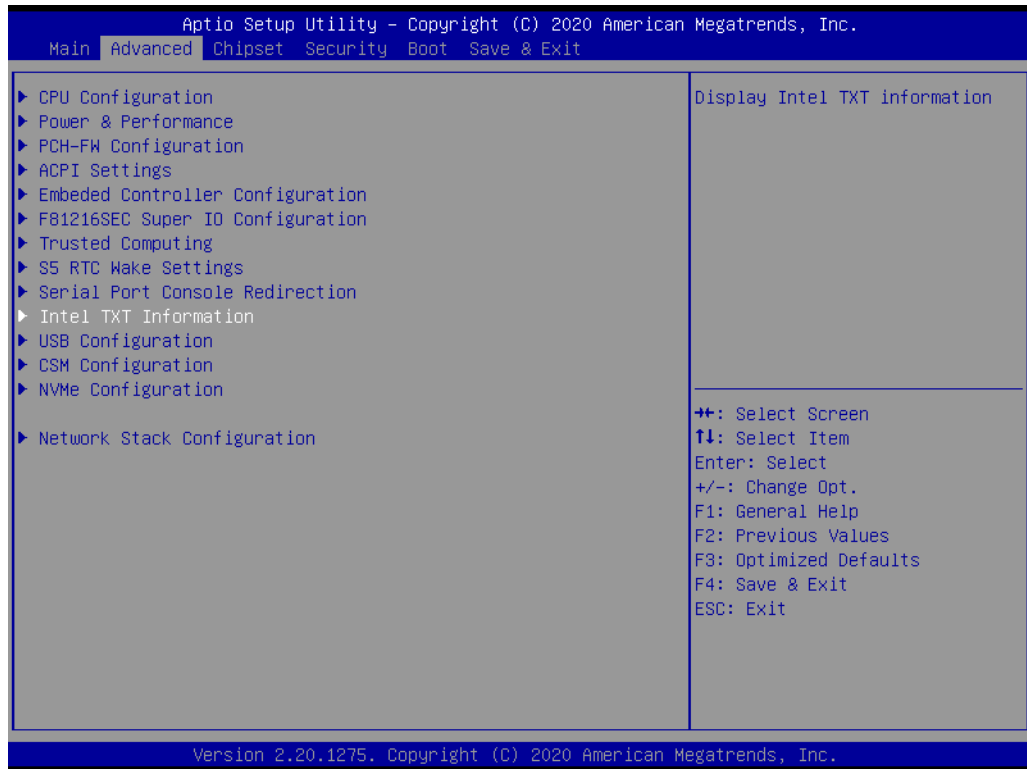 Aptio Setup Utility – Copyright (C) 2020 American Megatrends, Inc.
Main Advanced Chipset Security Boot Save & Exit
▶ CPU Configuration
▶ Power & Performance
▶ PCH-FW Configuration
▶ ACPI Settings
▶ Embeded Controller Configuration
▶ F81216SEC Super IO Configuration
▶ Trusted Computing
▶ S5 RTC Wake Settings
▶ Serial Port Console Redirection
▶ Intel TXT Information
▶ USB Configuration
▶ CSM Configuration
▶ NVMe Configuration
▶ Network Stack Configuration
Display Intel TXT information
→←: Select Screen
↑↓: Select Item
Enter: Select
+/-: Change Opt.
F1: General Help
F2: Previous Values
F3: Optimized Defaults
F4: Save & Exit
ESC: Exit
Version 2.20.1275. Copyright (C) 2020 American Megatrends, Inc.